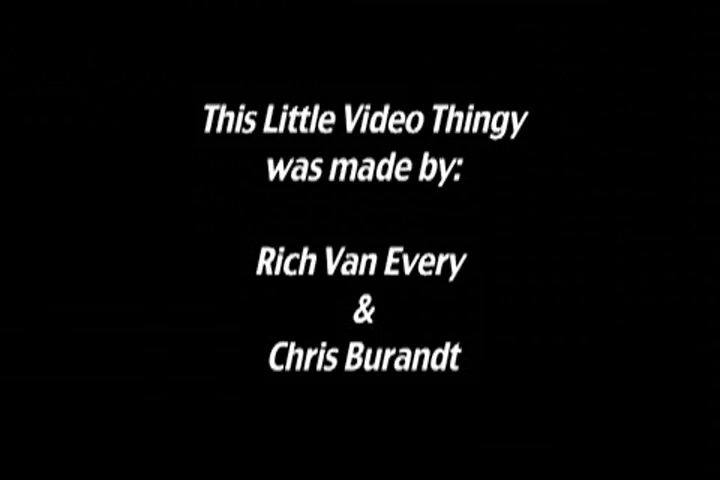 This Little Video Thingy
was made by:
Rich Van Every
&
Chris Burandt